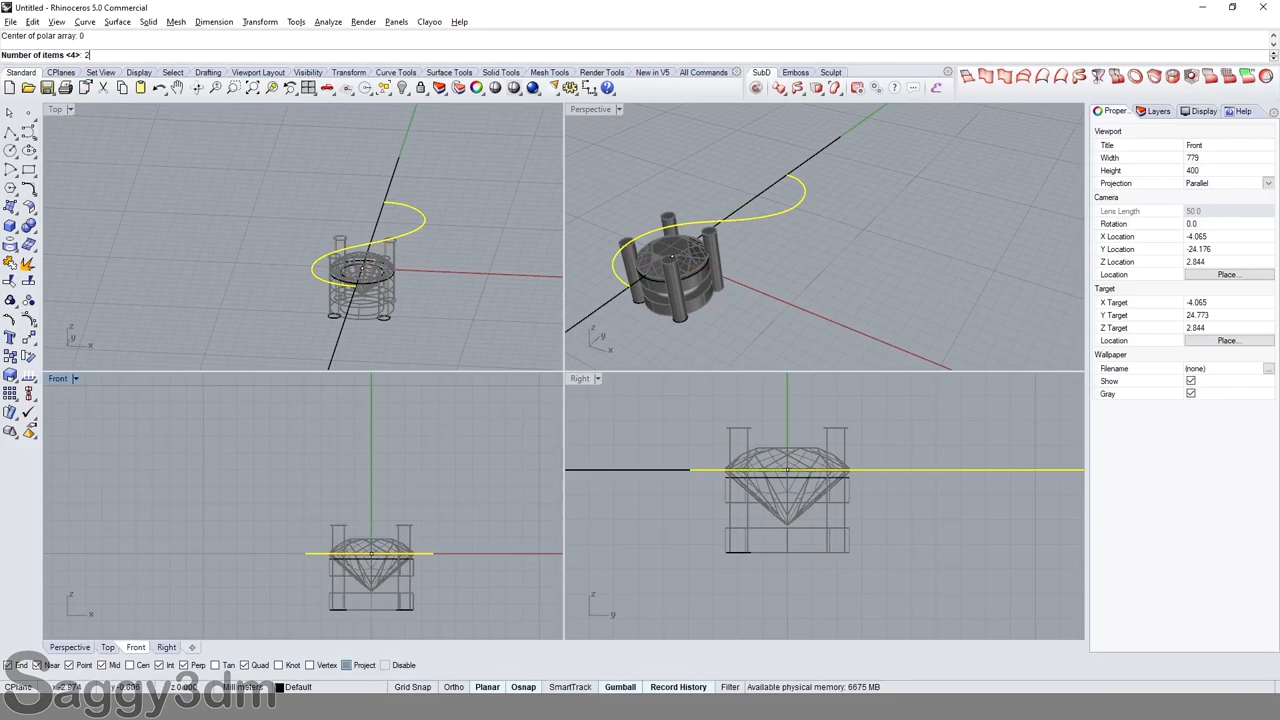 Untitled - Rhinoceros 5.0 Commercial
File Edit View Curve Surface Solid Mesh Dimension Transform Tools Analyze Render Panels Clayoo Help
Center of polar array: 0
Number of items <4>: 2
Standard CPlanes Set View Display Select Drafting Viewport Layout Visibility Transform Curve Tools Surface Tools Solid Tools Mesh Tools Render Tools New in V5 All Commands SubD Emboss Sculpt
Top Perspective Proper... Layers Display Help
Viewport
Title Front
Width 779
Height 400
Projection Parallel
Camera
Lens Length 50.0
Rotation 0.0
X Location -4.065
Y Location -24.176
Z Location 2.844
Location Place...
Target
X Target -4.065
Y Target 24.773
Z Target 2.844
Location Place...
Wallpaper
Filename (none) ...
Show
Gray
z y x
z y x
Front Right
z x
z y
Perspective Top Front Right
End Near Point Mid Cen Int Perp Tan Quad Knot Vertex Project Disable
CPlane x-2.974 y-0.006 z 0.000 Millimeters Default Grid Snap Ortho Planar Osnap SmartTrack Gumball Record History Filter Available physical memory: 6675 MB
Saggy3dm